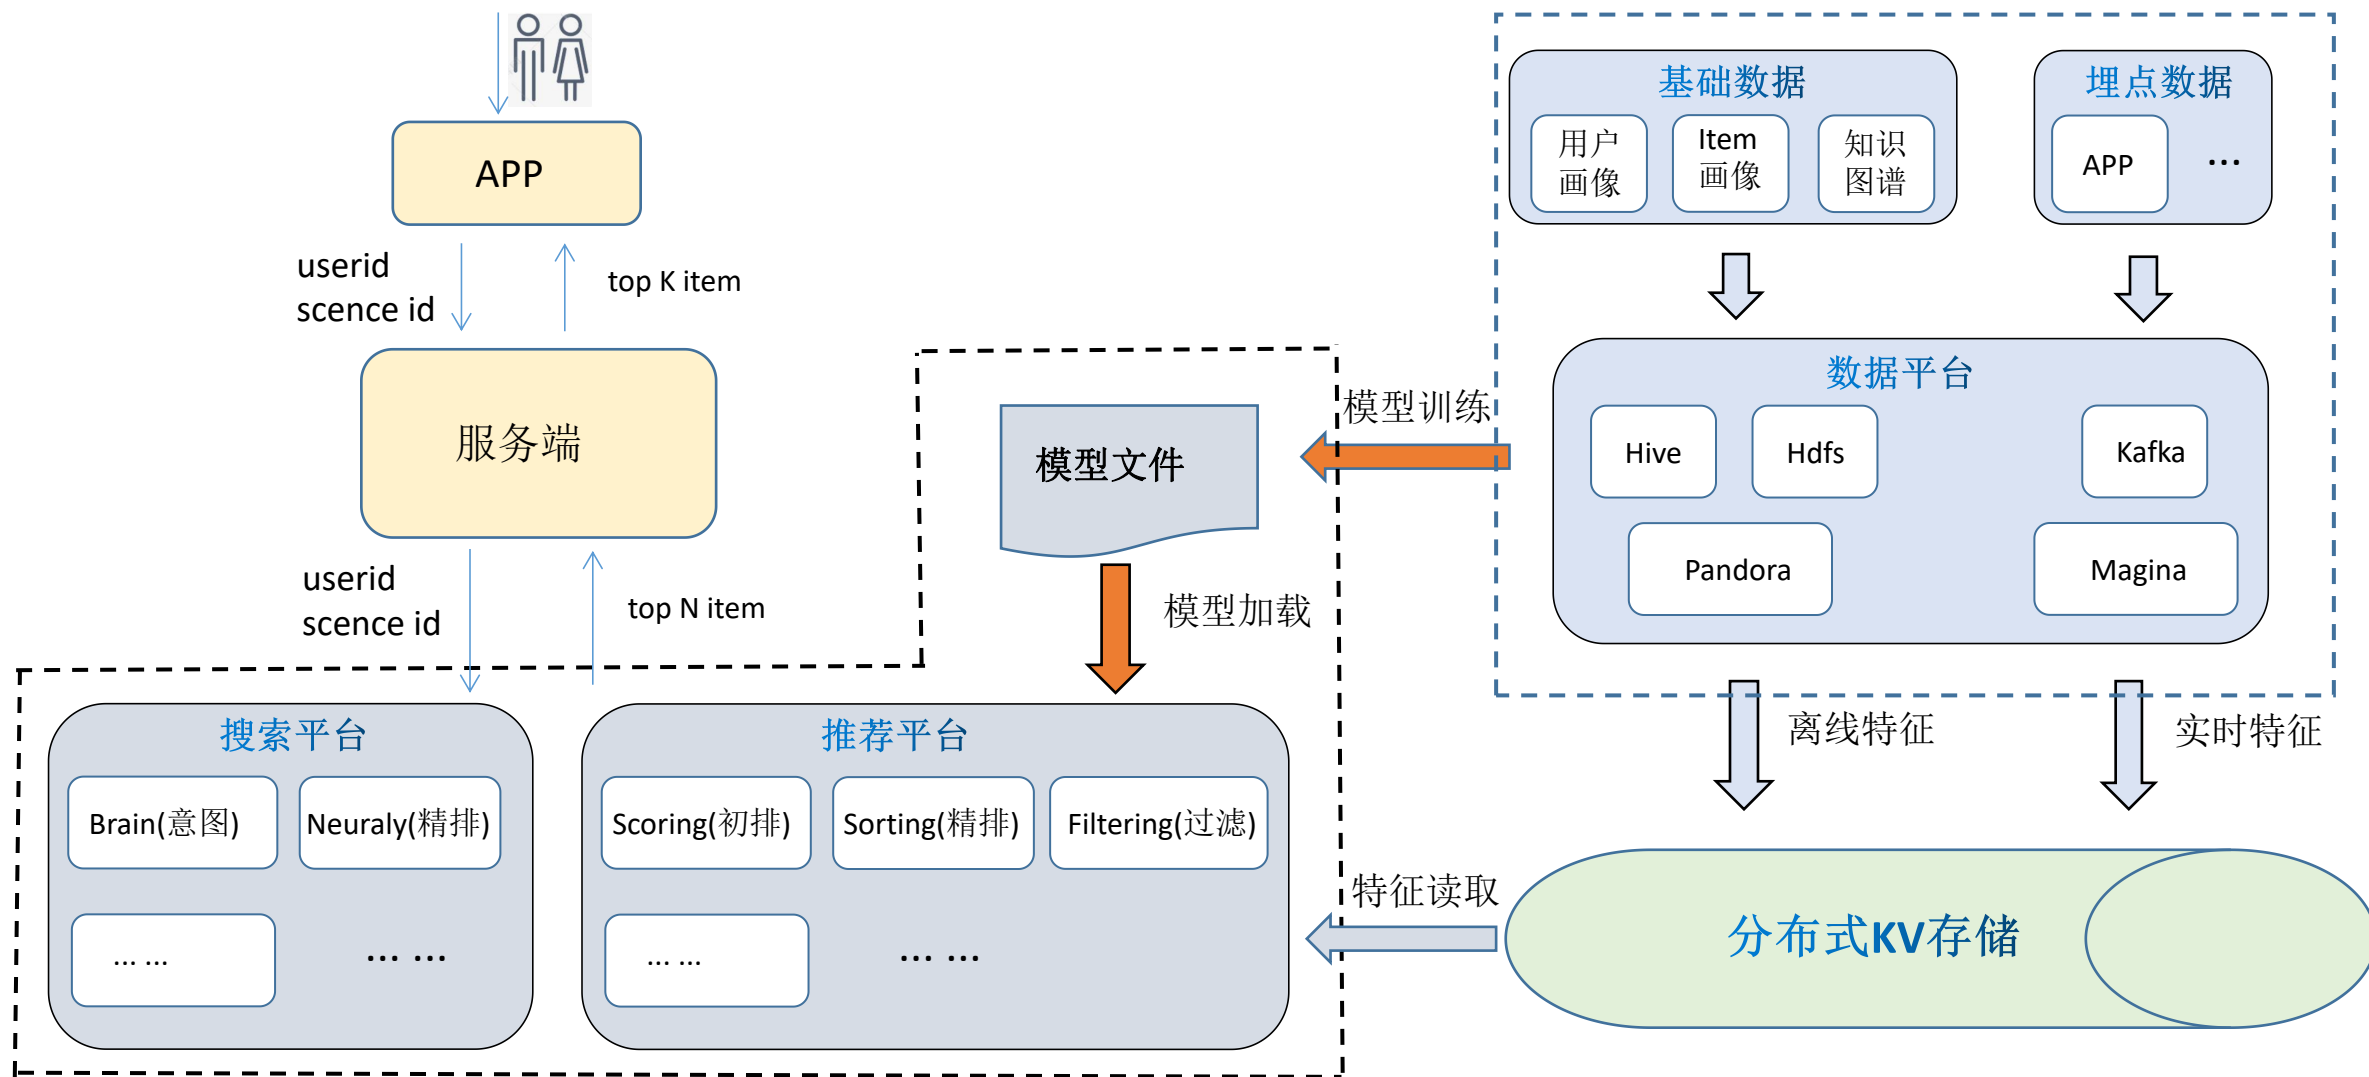 APP
userid
scence id
top K item
服务端
userid
scence id
top N item
搜索平台
Brain(意图)
Neuraly(精排)
... ...
... ...
推荐平台
Scoring(初排)
Sorting(精排)
Filtering(过滤)
... ...
... ...
模型文件
模型加载
模型训练
特征读取
基础数据
用户
画像
Item
画像
知识
图谱
埋点数据
APP
...
数据平台
Hive
Hdfs
Kafka
Pandora
Magina
离线特征
实时特征
分布式KV存储